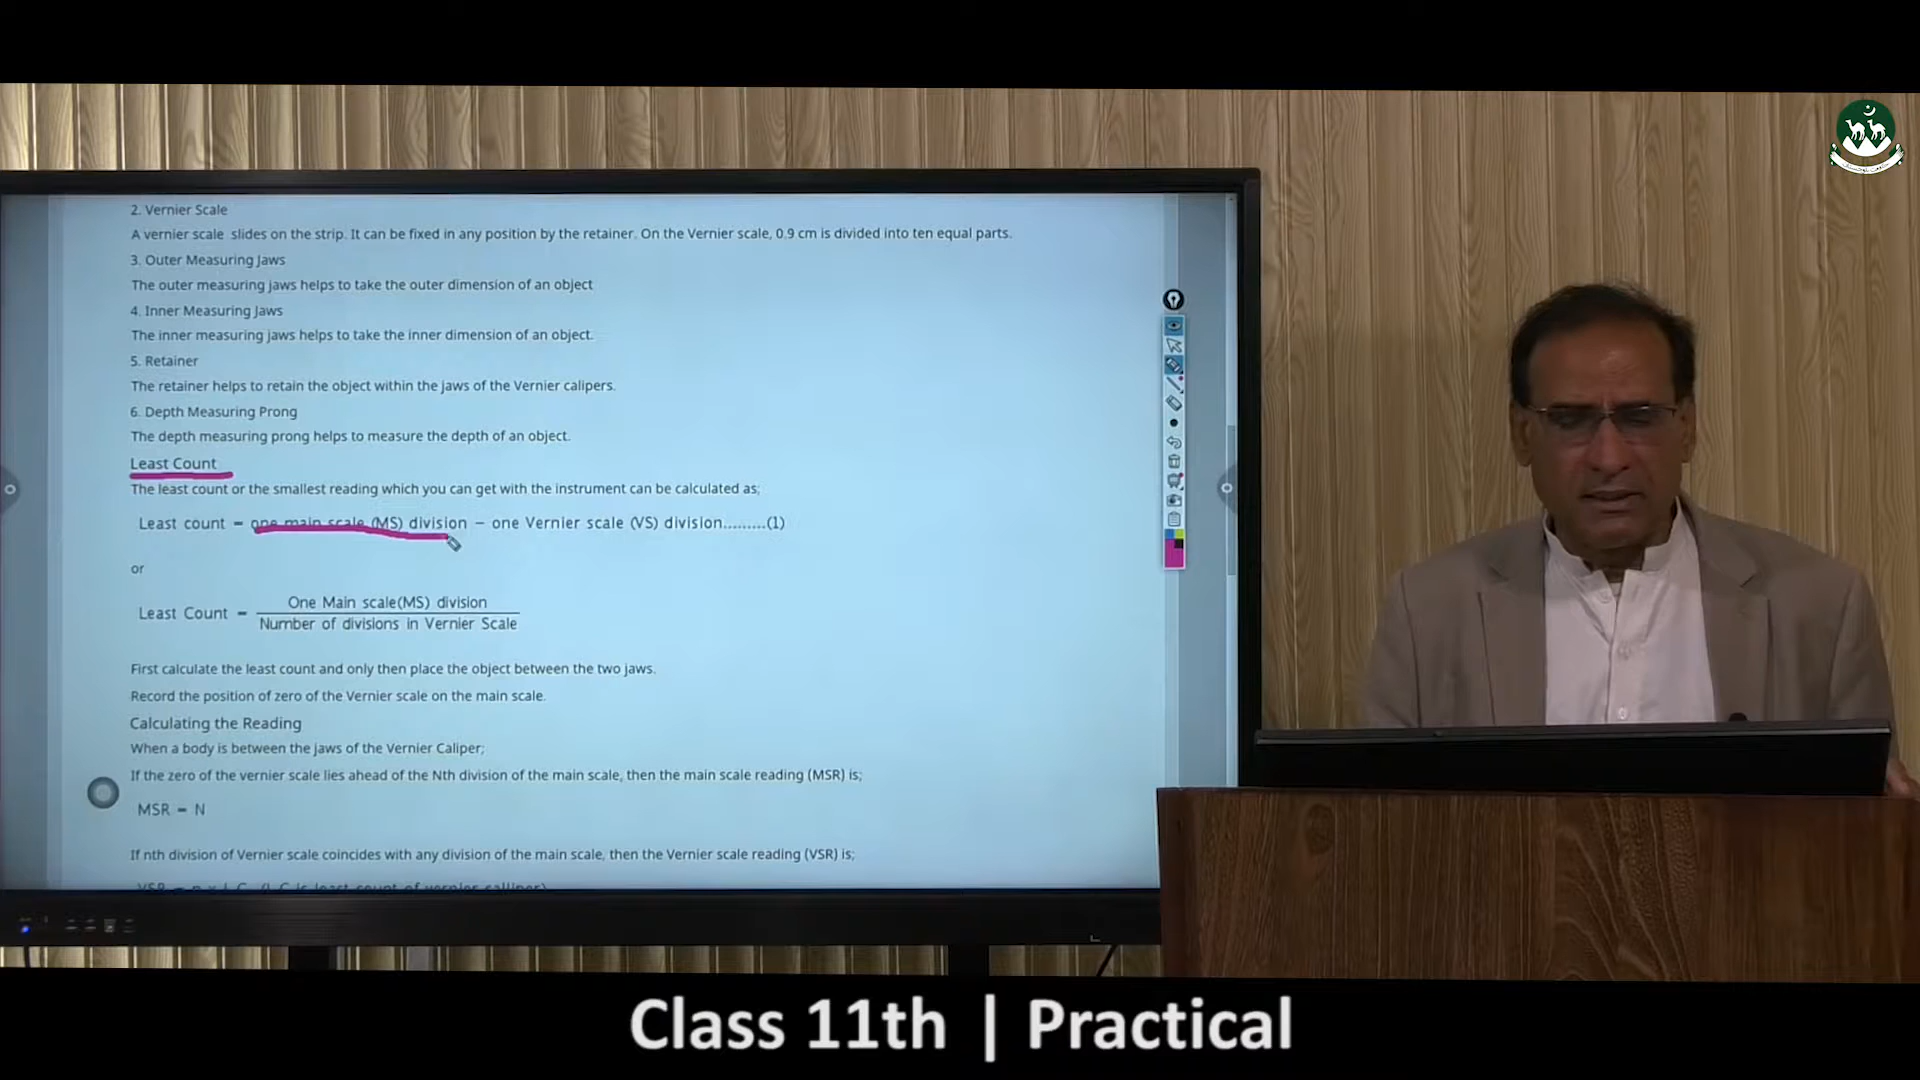 2. Vernier Scale
A vernier scale slides on the strip. It can be fixed in any position by the retainer. On the Vernier scale, 0.9 cm is divided into ten equal parts.
3. Outer Measuring Jaws
The outer measuring jaws helps to take the outer dimension of an object
4. Inner Measuring Jaws
The inner measuring jaws helps to take the inner dimension of an object.
5. Retainer
The retainer helps to retain the object within the jaws of the Vernier calipers.
6. Depth Measuring Prong
The depth measuring prong helps to measure the depth of an object.
Least Count
The least count or the smallest reading which you can get with the instrument can be calculated as;
Least count = one main scale (MS) division − one Vernier scale (VS) division.........(1)
or
Least Count = One Main scale(MS) division
Number of divisions in Vernier Scale
First calculate the least count and only then place the object between the two jaws.
Record the position of zero of the Vernier scale on the main scale.
Calculating the Reading
When a body is between the jaws of the Vernier Caliper;
If the zero of the vernier scale lies ahead of the Nth division of the main scale, then the main scale reading (MSR) is;
MSR = N
If nth division of Vernier scale coincides with any division of the main scale, then the Vernier scale reading (VSR) is;
VSR = n x L.C. (L.C is least count of vernier calliper)
Class 11th | Practical